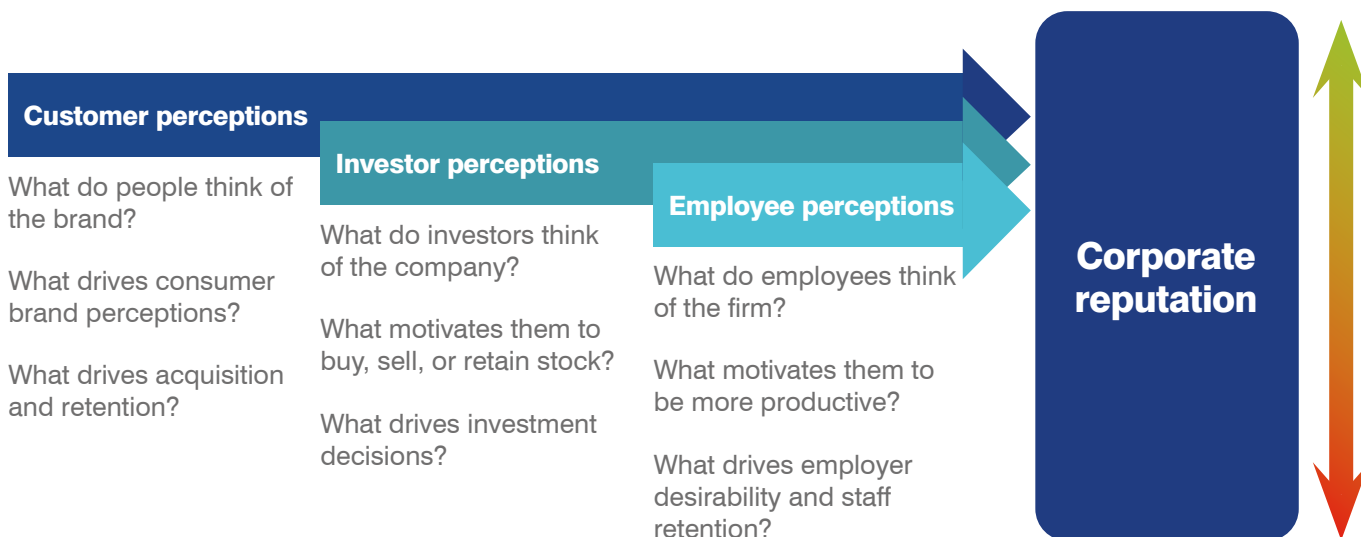 Customer perceptions
What do people think of
the brand?
What drives consumer
brand perceptions?
What drives acquisition
and retention?
Investor perceptions
What do investors think
of the company?
What motivates them to
buy, sell, or retain stock?
What drives investment
decisions?
Employee perceptions
What do employees think
of the firm?
What motivates them to
be more productive?
What drives employer
desirability and staff
retention?
Corporate
reputation